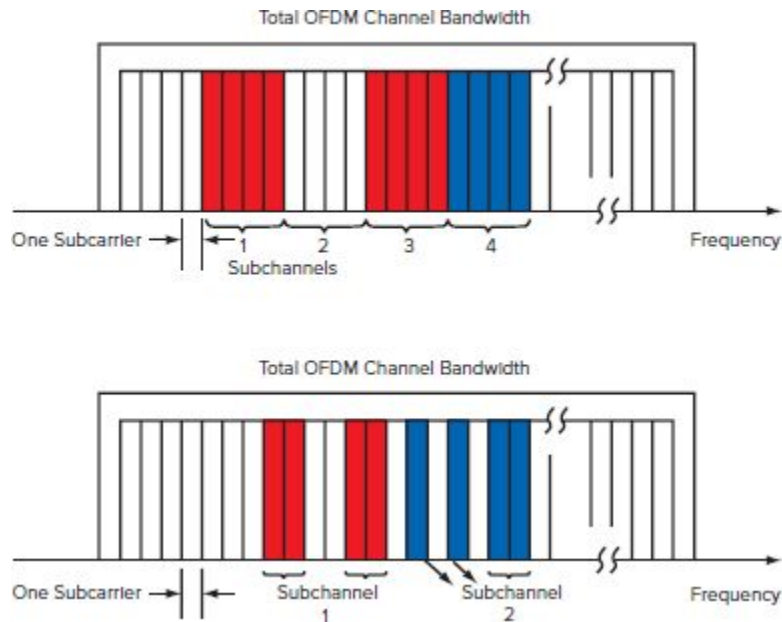 Total OFDM Channel Bandwidth
One Subcarrier
1
2
3
4
Frequency
Subchannels
Total OFDM Channel Bandwidth
One Subcarrier
Subchannel
1
Subchannel
2
Frequency